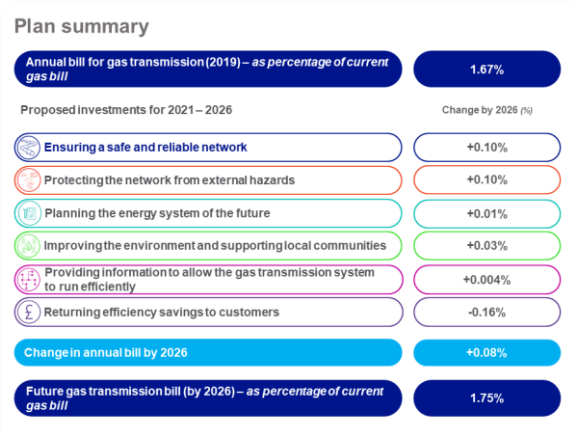 Plan summary
Annual bill for gas transmission (2019) – as percentage of current
gas bill
1.67%
Proposed investments for 2021 – 2026
Change by 2026 (%)
Ensuring a safe and reliable network
+0.10%
Protecting the network from external hazards
+0.10%
Planning the energy system of the future
+0.01%
Improving the environment and supporting local communities
+0.03%
Providing information to allow the gas transmission system
to run efficiently
+0.004%
£
Returning efficiency savings to customers
-0.16%
Change in annual bill by 2026
+0.08%
Future gas transmission bill (by 2026) – as percentage of current
gas bill
1.75%